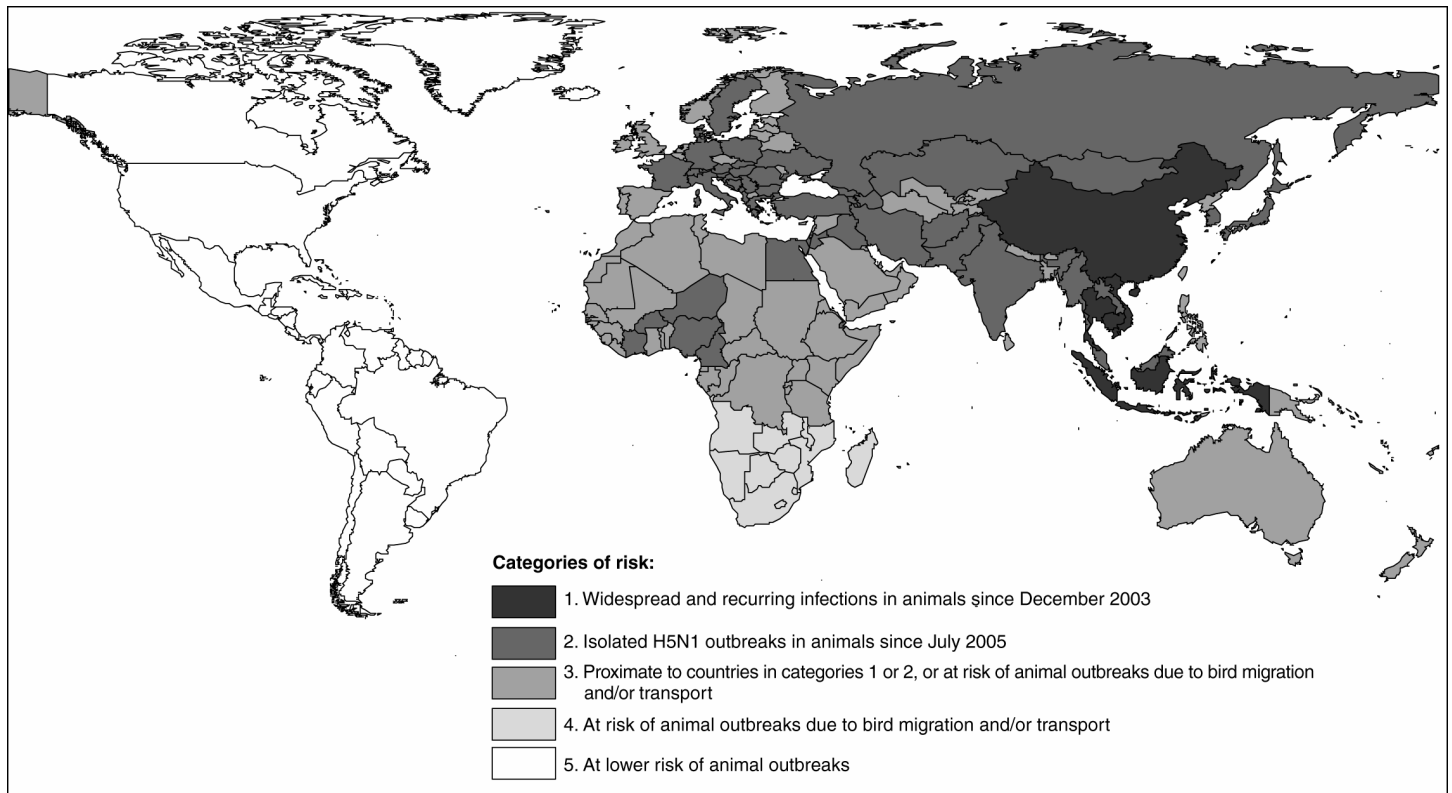 Categories of risk:
1. Widespread and recurring infections in animals since December 2003
2. Isolated H5N1 outbreaks in animals since July 2005
3. Proximate to countries in categories 1 or 2, or at risk of animal outbreaks due to bird migration
and/or transport
4. At risk of animal outbreaks due to bird migration and/or transport
5. At lower risk of animal outbreaks